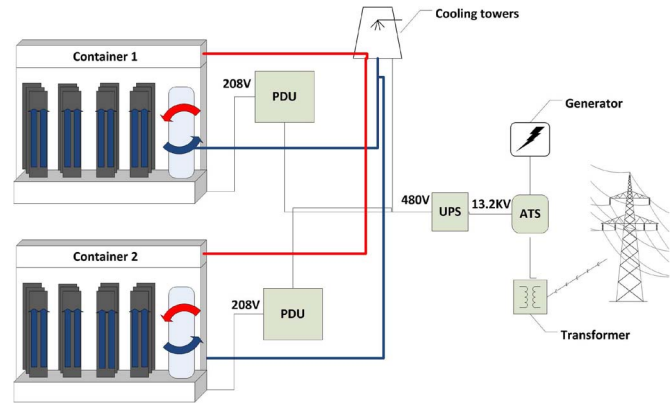 Cooling towers
Container 1
208V
PDU
Generator
480V
UPS
13.2KV
ATS
Container 2
208V
PDU
Transformer